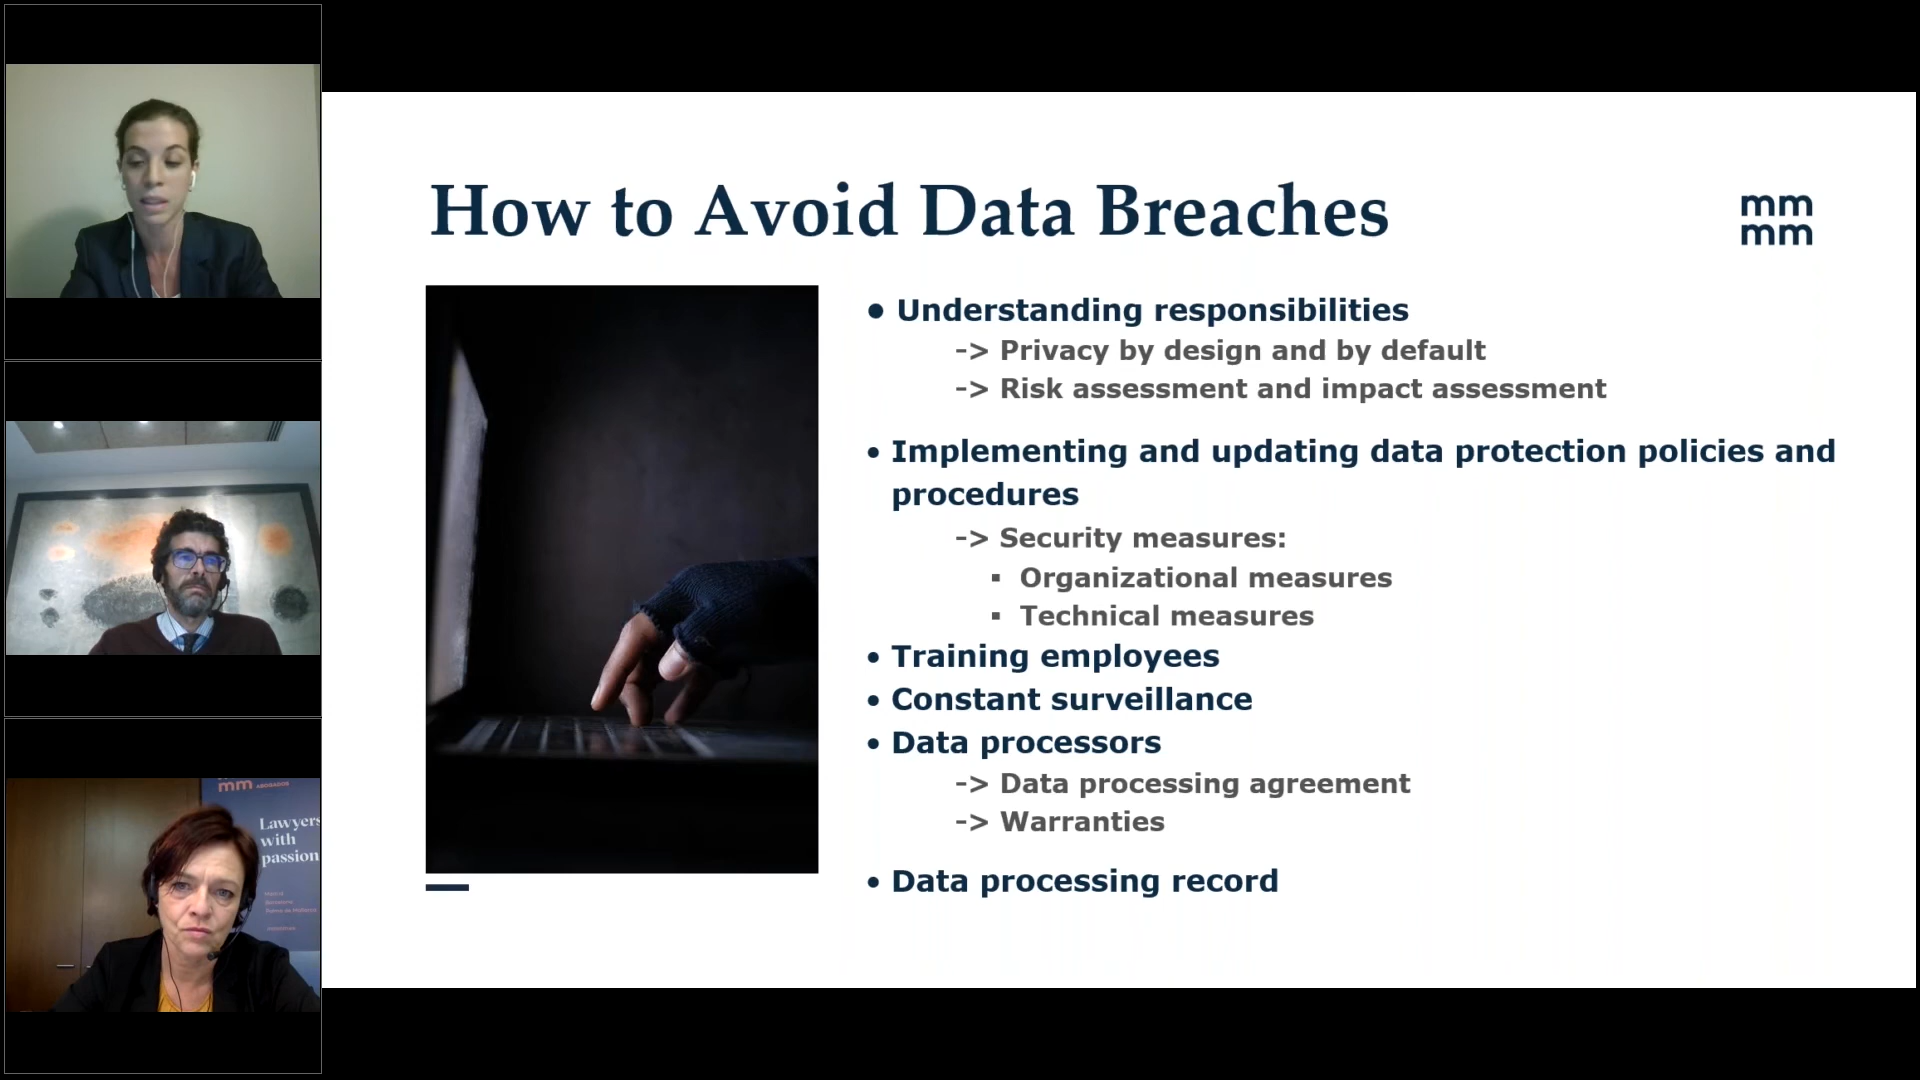 How to Avoid Data Breaches
mm
mm
• Understanding responsibilities
-> Privacy by design and by default
-> Risk assessment and impact assessment
• Implementing and updating data protection policies and
procedures
-> Security measures:
▪ Organizational measures
▪ Technical measures
• Training employees
• Constant surveillance
• Data processors
-> Data processing agreement
-> Warranties
• Data processing record
mm ABOGADOS
Lawyers
with
passion